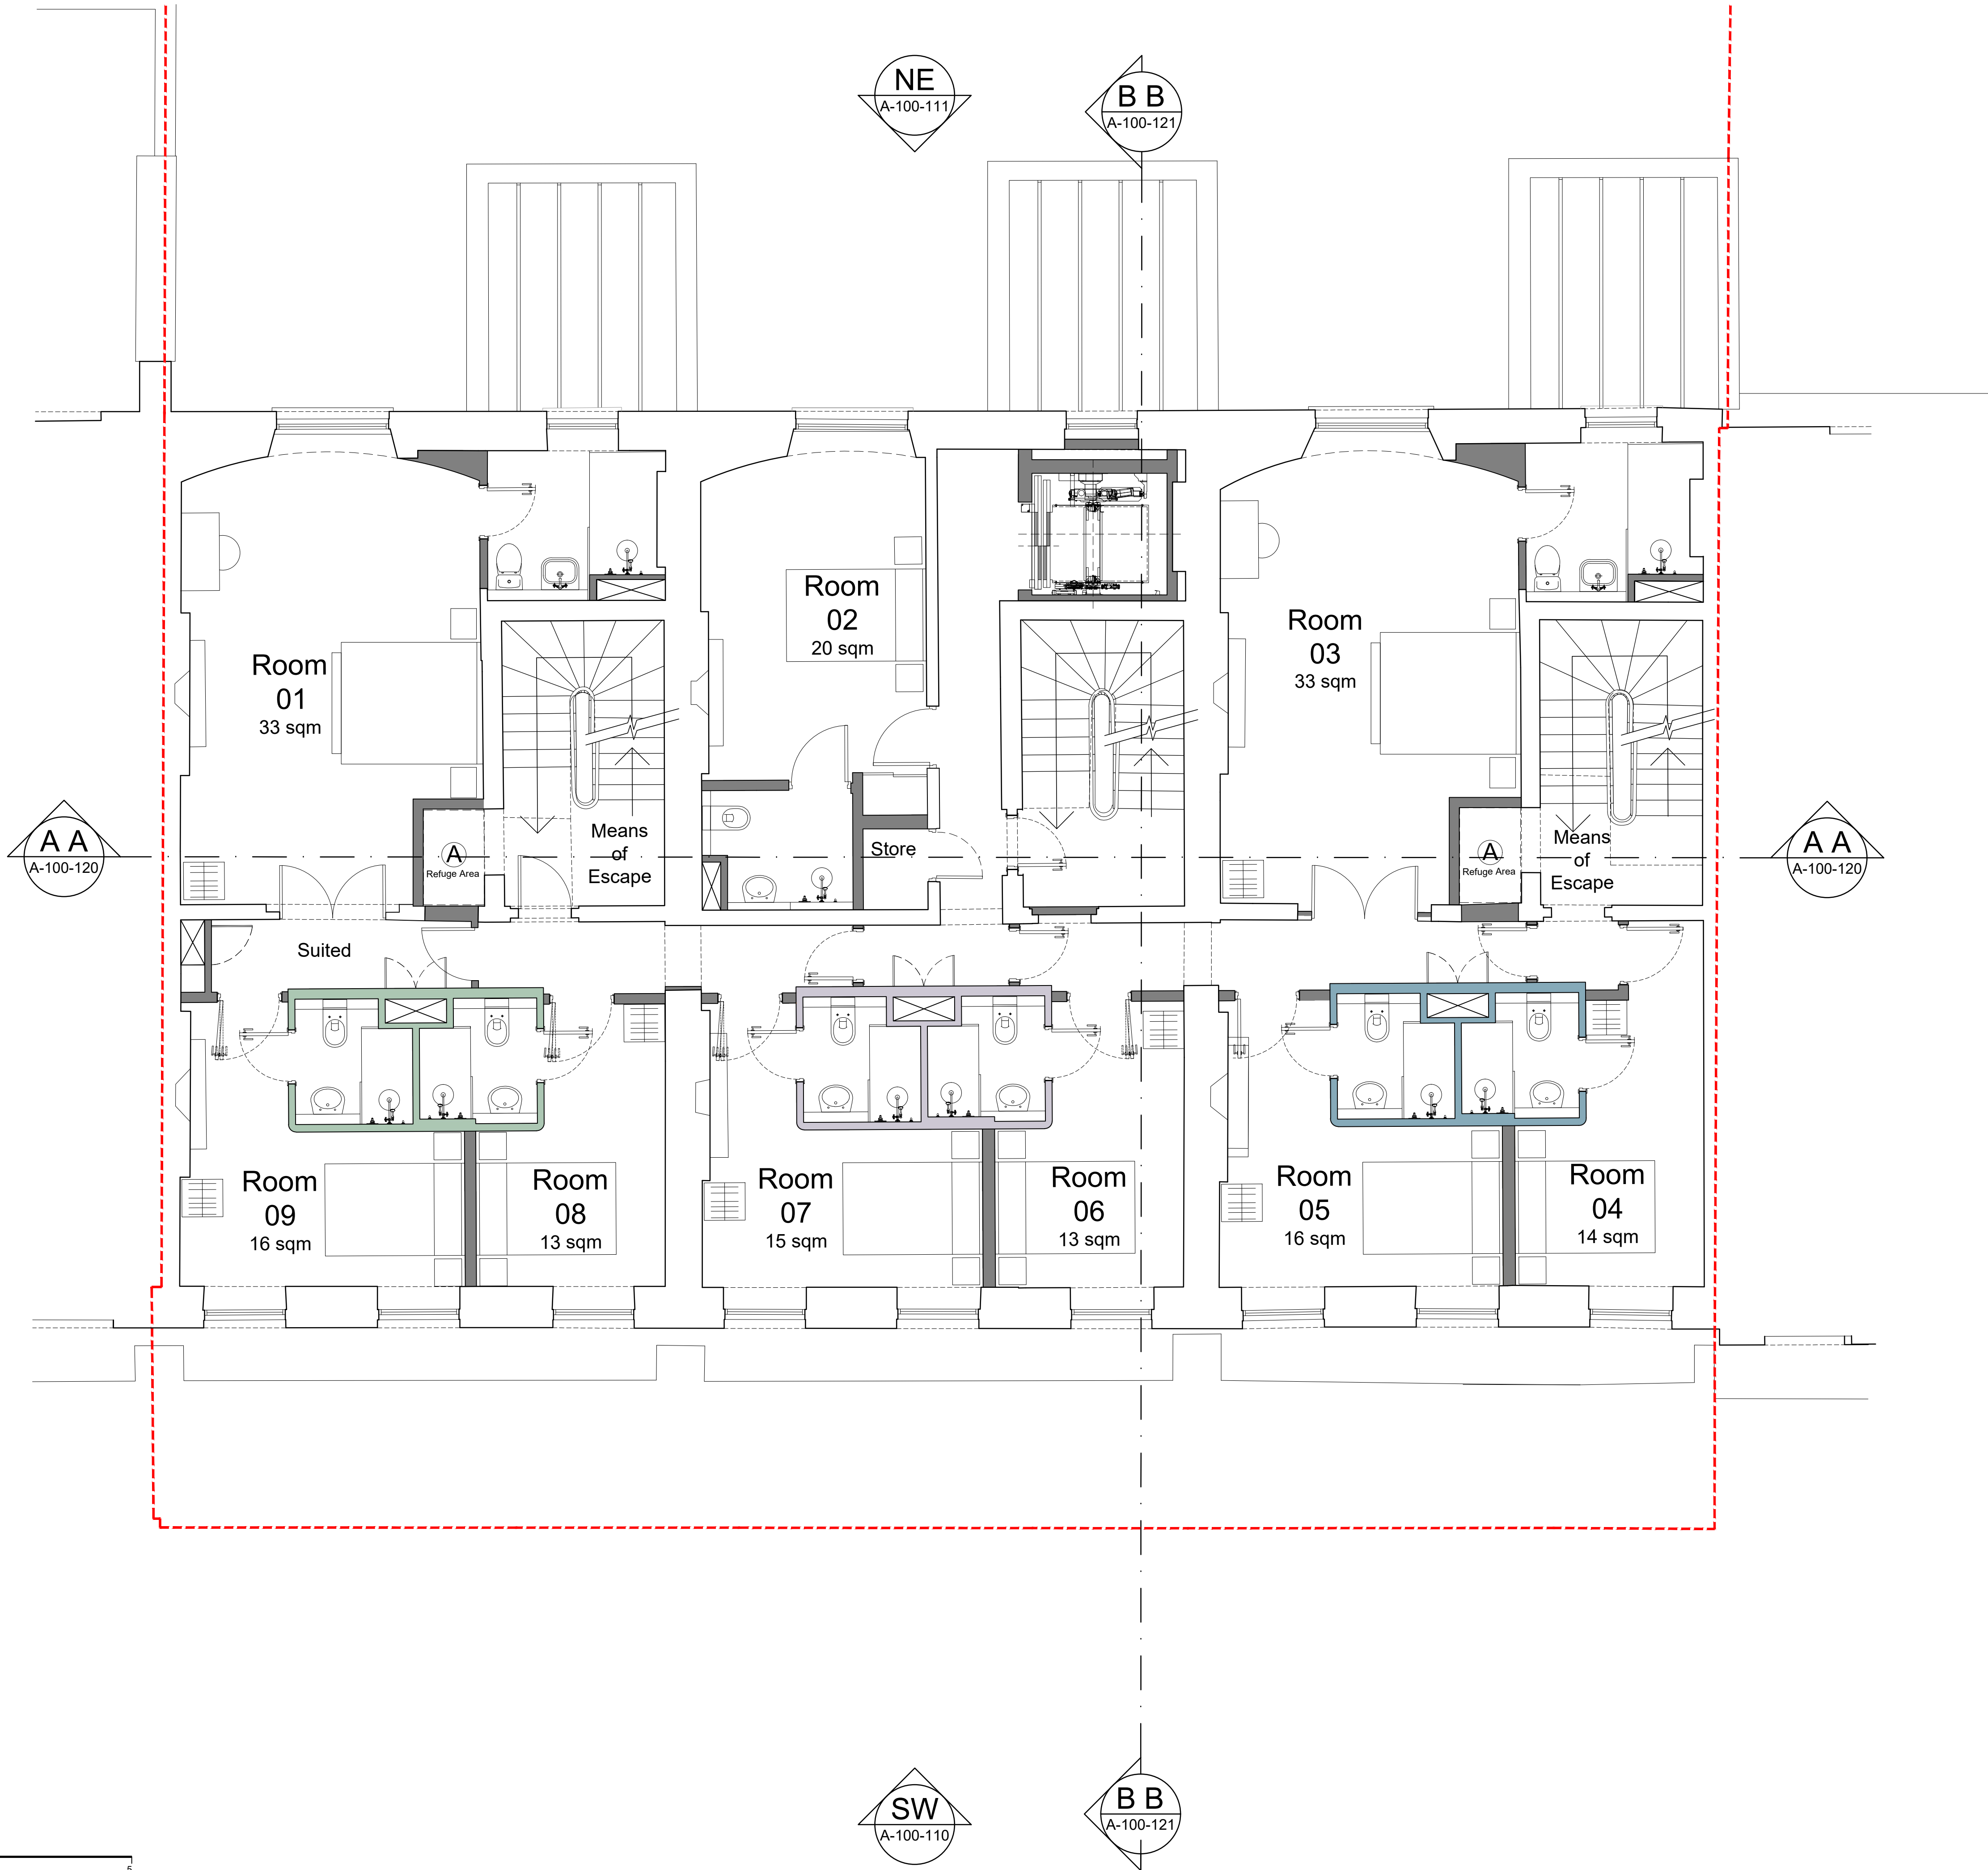 NE
A-100-111
B B
A-100-121
Room
01
33 sqm
Room
02
20 sqm
Room
03
33 sqm
Means
of
Escape
Means
of
Escape
Store
A
Refuge Area
A
Refuge Area
A A
A-100-120
A A
A-100-120
Suited
Room
09
16 sqm
Room
08
13 sqm
Room
07
15 sqm
Room
06
13 sqm
Room
05
16 sqm
Room
04
14 sqm
SW
A-100-110
B B
A-100-121
5